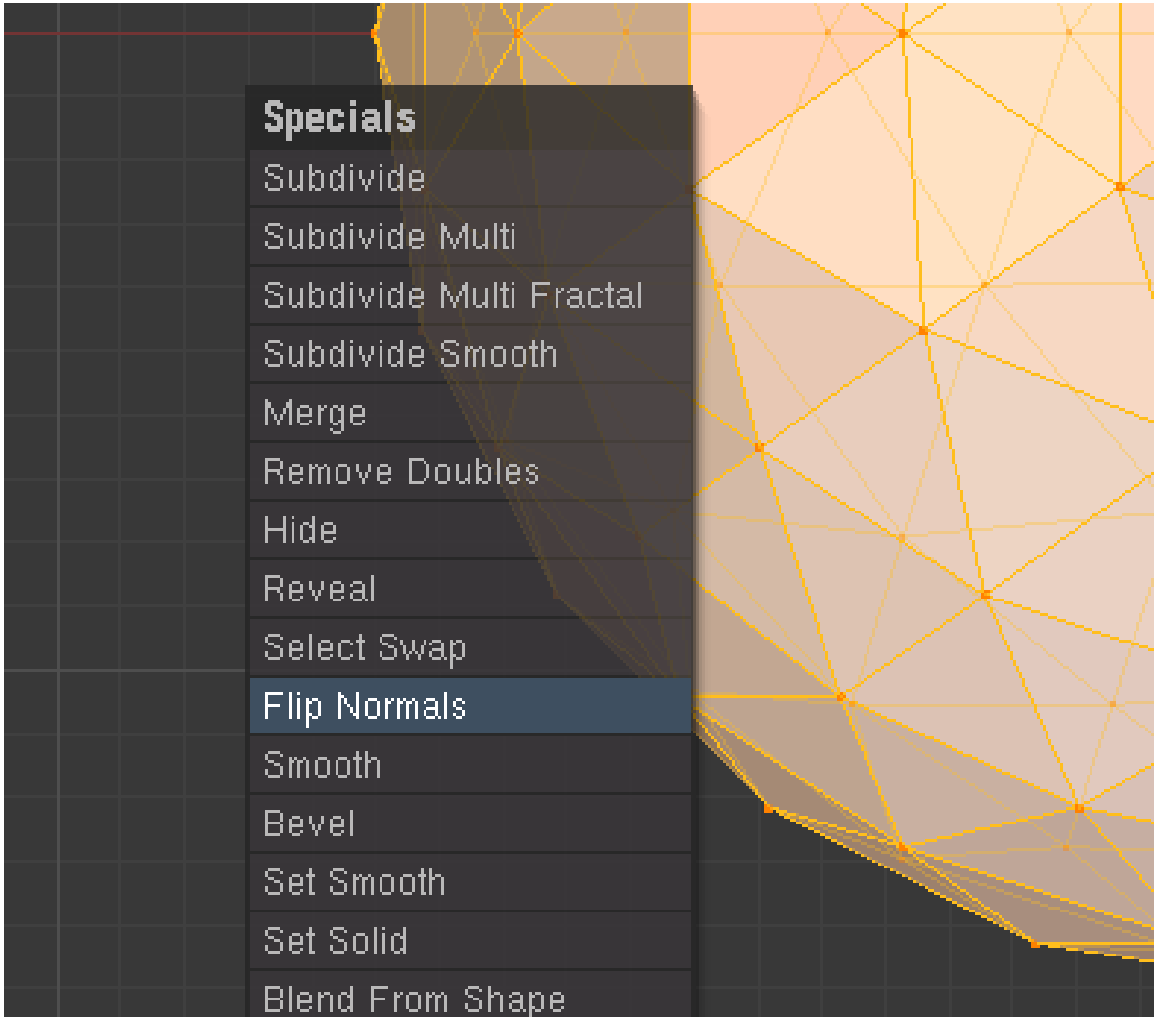 Specials
Subdivide
Subdivide Multi
Subdivide Multi Fractal
Subdivide Smooth
Merge
Remove Doubles
Hide
Reveal
Select Swap
Flip Normals
Smooth
Bevel
Set Smooth
Set Solid
Blend From Shape